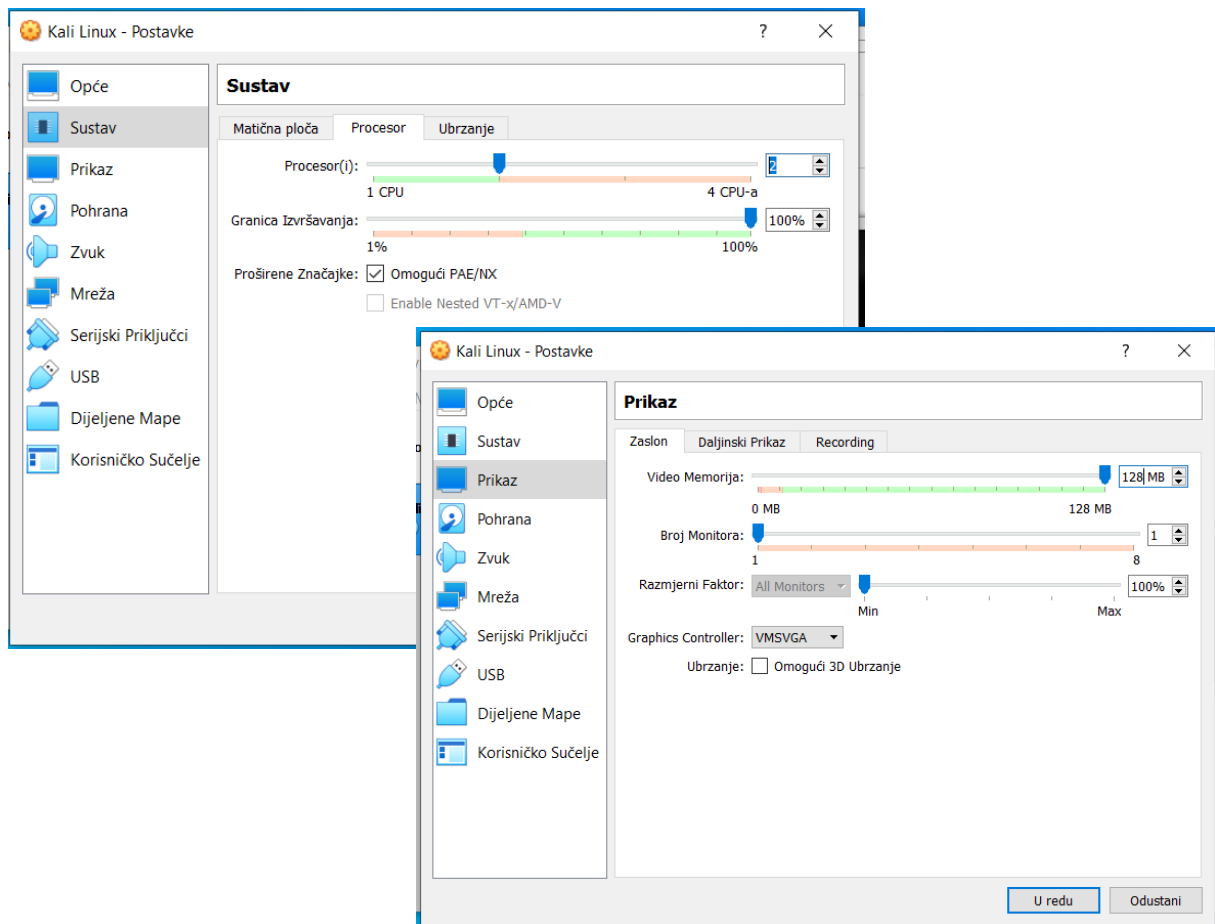 Kali Linux - Postavke
?
Opće
Sustav
Prikaz
Pohrana
Zvuk
Mreža
Serijski Priključci
USB
Dijeljene Mape
Korisničko Sučelje
Sustav
Matična ploča Procesor Ubrzanje
Procesor(i): 2
1 CPU 4 CPU-a
Granica Izvršavanja: 100%
1% 100%
Proširene Značajke: Omogući PAE/NX
Enable Nested VT-x/AMD-V
Kali Linux - Postavke
?
Opće
Sustav
Prikaz
Pohrana
Zvuk
Mreža
Serijski Priključci
USB
Dijeljene Mape
Korisničko Sučelje
Prikaz
Zaslon Daljinski Prikaz Recording
Video Memorija: 128 MB
0 MB 128 MB
Broj Monitora: 1
1 8
Razmjerni Faktor: All Monitors 100%
Min Max
Graphics Controller: VMSVGA
Ubrzanje: Omogući 3D Ubrzanje
U redu Odustani